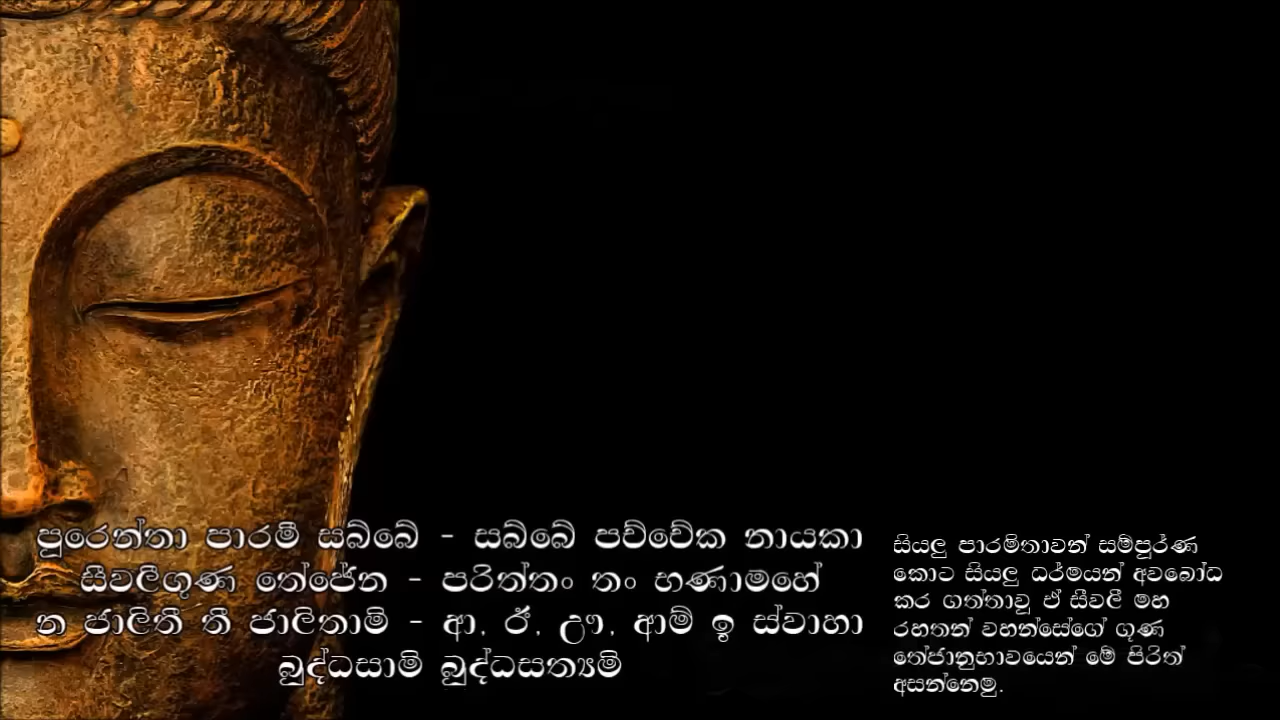 පූරෙන්තා පාරමී සබ්බේ - සබ්බේ පච්චේක නායකා
සීවලීගුණ තේජේන - පරිත්තං තං භණාමහේ
න ජාලිතී තී ජාලිතාමි - ආ, ඊ, ඌ, ආම් ඉ ස්වාහා
බුද්ධසාමි බුද්ධසත්‍යමි
සියලු පාරමිතාවන් සම්පූර්ණ
කොට සියලු ධර්මයන් අවබෝධ
කර ගත්තාවූ ඒ සීවලී මහ
රහතන් වහන්සේගේ ගුණ
තේජානුභාවයෙන් මේ පිරිත්
අසන්නෙමු.